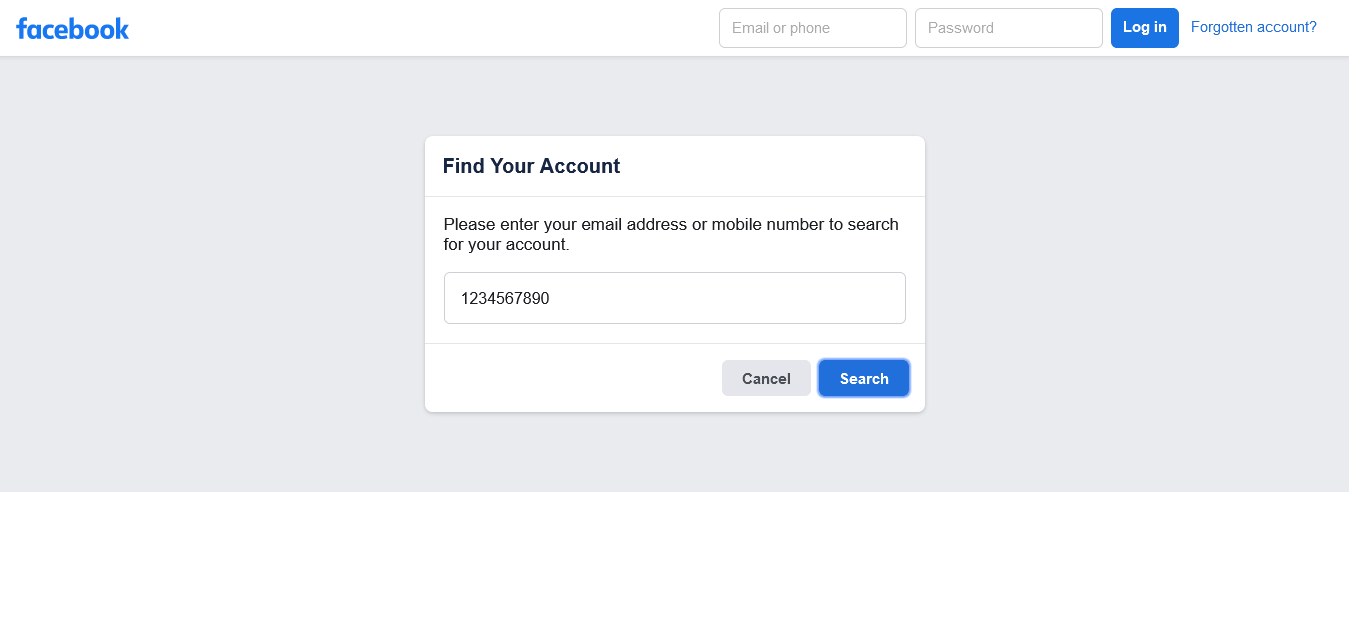 facebook
Email or phone
Password
Log in
Forgotten account?
Find Your Account
Please enter your email address or mobile number to search
for your account.
1234567890
Cancel
Search